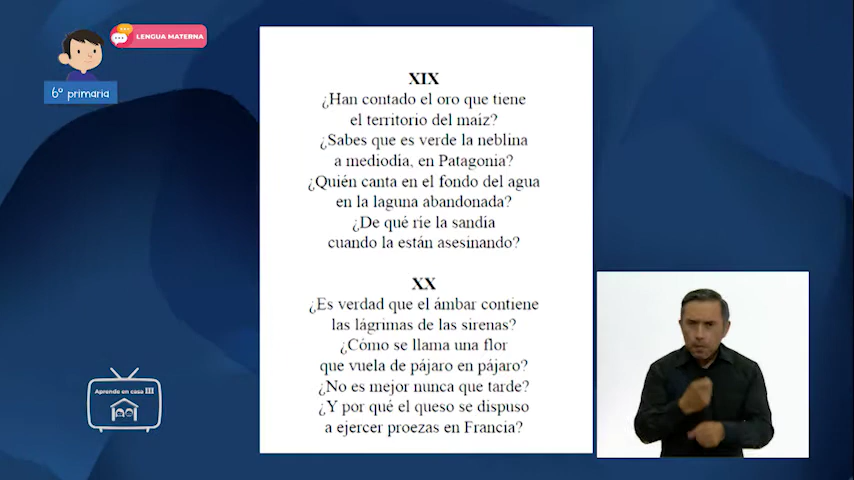 LENGUA MATERNA
6º primaria
XIX
¿Han contado el oro que tiene
el territorio del maíz?
¿Sabes que es verde la neblina
a mediodía, en Patagonia?
¿Quién canta en el fondo del agua
en la laguna abandonada?
¿De qué ríe la sandía
cuando la están asesinando?
XX
¿Es verdad que el ámbar contiene
las lágrimas de las sirenas?
¿Cómo se llama una flor
que vuela de pájaro en pájaro?
¿No es mejor nunca que tarde?
¿Y por qué el queso se dispuso
a ejercer proezas en Francia?
Aprende en casa III